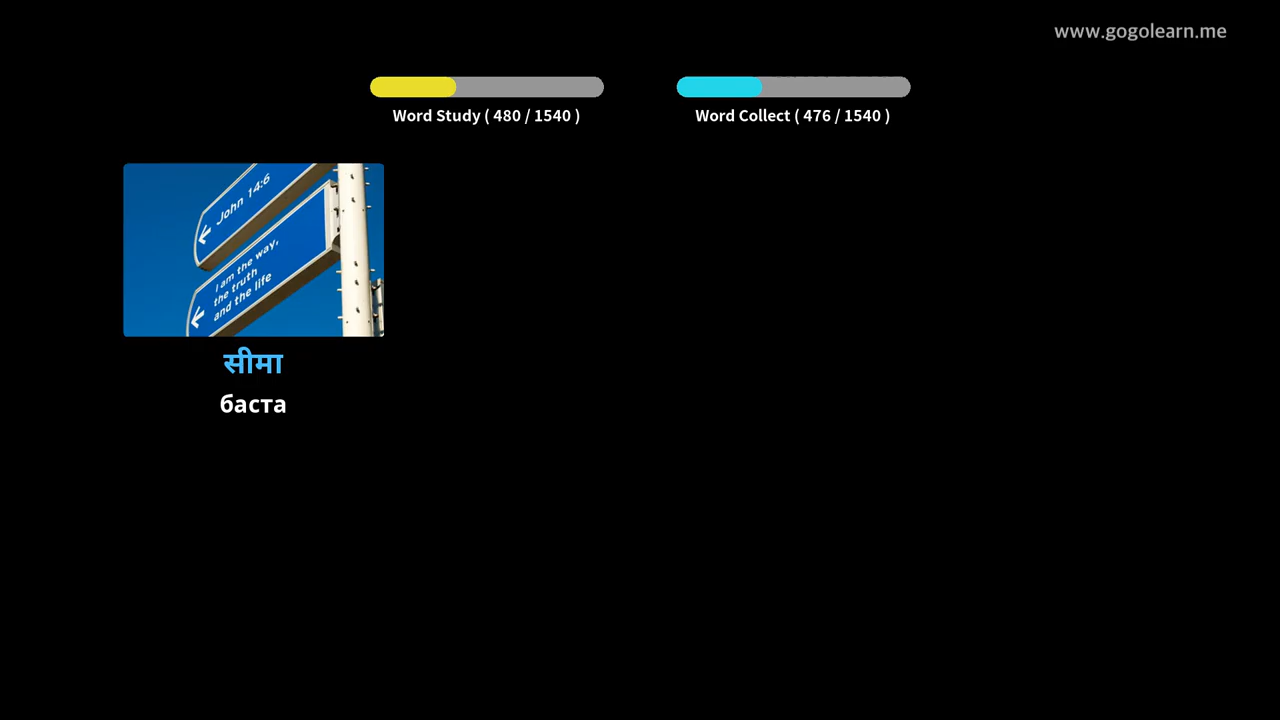 www.gogolearn.me
Word Study ( 480 / 1540 )
Word Collect ( 476 / 1540 )
John 14:6
I am the way,
the truth
and the life
सीमा
баста